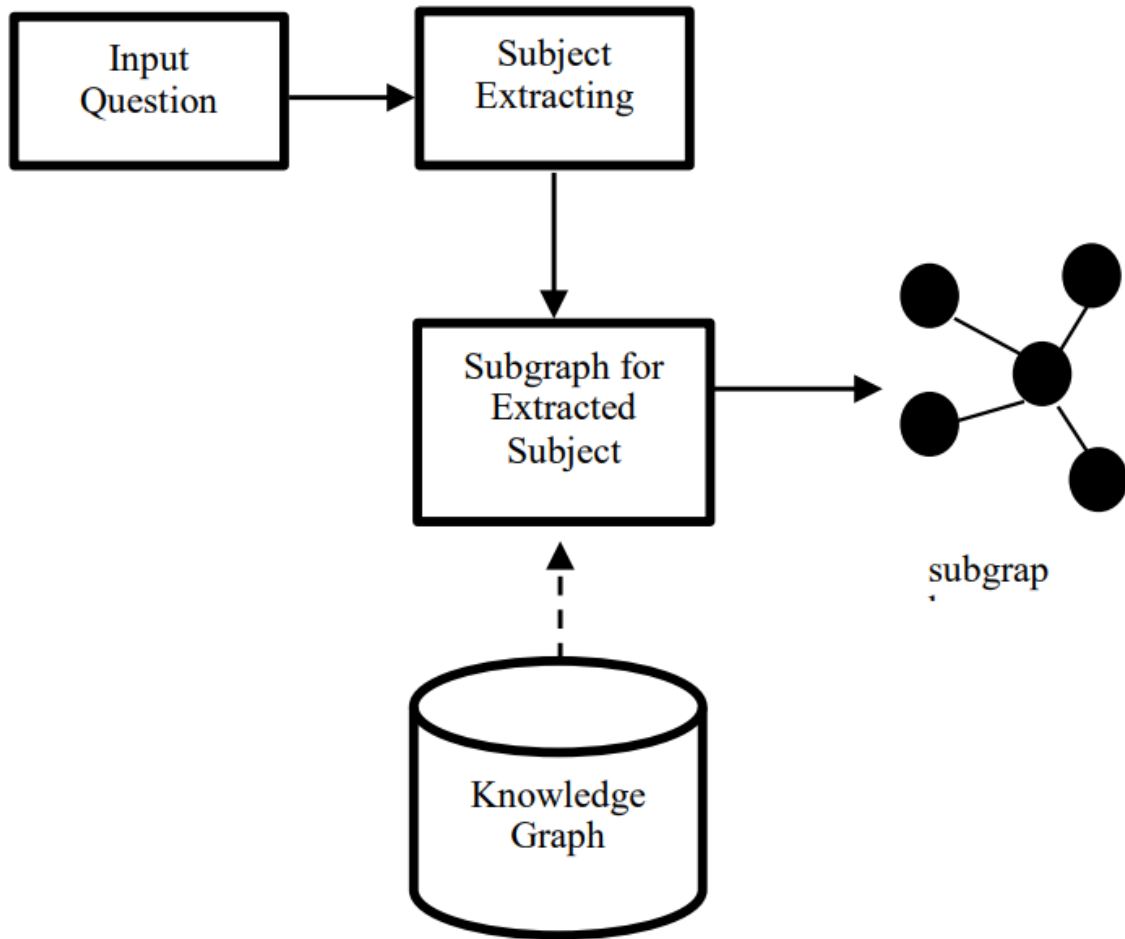 Input
Question
Subject
Extracting
Subgraph for
Extracted
Subject
subgrap
Knowledge
Graph